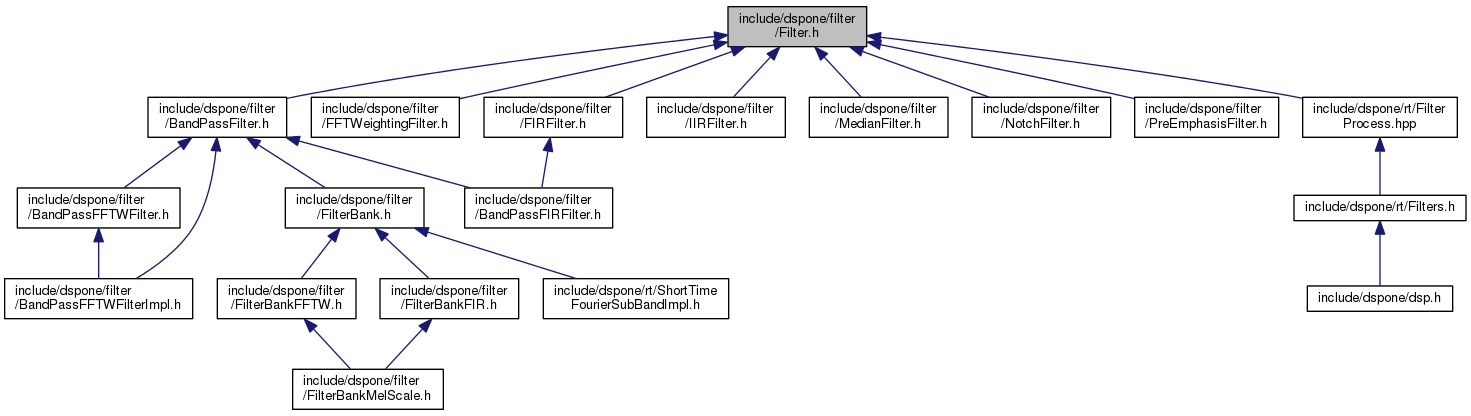 include/dspone/filter
/Filter.h
include/dspone/filter
/BandPassFilter.h
include/dspone/filter
/FFTWeightingFilter.h
include/dspone/filter
/FIRFilter.h
include/dspone/filter
/IIRFilter.h
include/dspone/filter
/MedianFilter.h
include/dspone/filter
/NotchFilter.h
include/dspone/filter
/PreEmphasisFilter.h
include/dspone/rt/Filter
Process.hpp
include/dspone/filter
/BandPassFFTWFilter.h
include/dspone/filter
/FilterBank.h
include/dspone/filter
/BandPassFIRFilter.h
include/dspone/rt/Filters.h
include/dspone/filter
/BandPassFFTWFilterImpl.h
include/dspone/filter
/FilterBankFFTW.h
include/dspone/filter
/FilterBankFIR.h
include/dspone/rt/ShortTime
FourierSubBandImpl.h
include/dspone/dsp.h
include/dspone/filter
/FilterBankMelScale.h